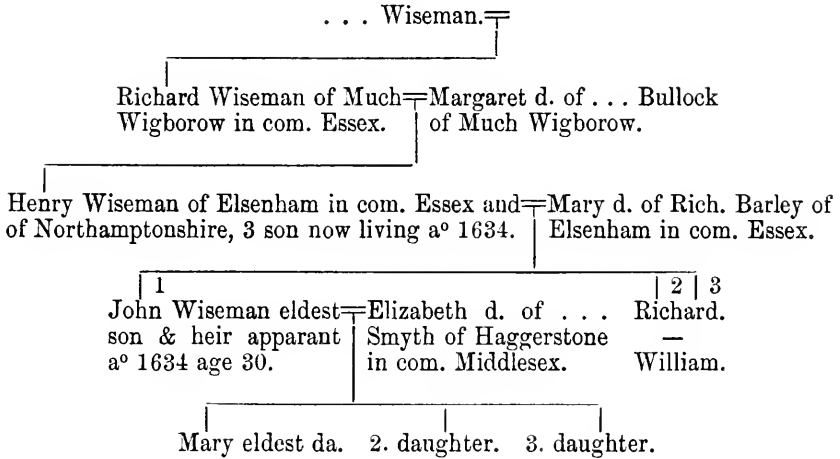 . . . Wiseman.
Richard Wiseman of Much Margaret d. of . . . Bullock
Wigborow in com. Essex. of Much Wigborow.
Henry Wiseman of Elsenham in com. Essex and Mary d. of Rich. Barley of
of Northamptonshire, 3 son now living aº 1634. Elsenham in com. Essex.
1 2 3
John Wiseman eldest Elizabeth d. of . . . Richard.
son & heir apparant Smyth of Haggerstone —
aº 1634 age 30. in com. Middlesex. William.
Mary eldest da. 2. daughter. 3. daughter.